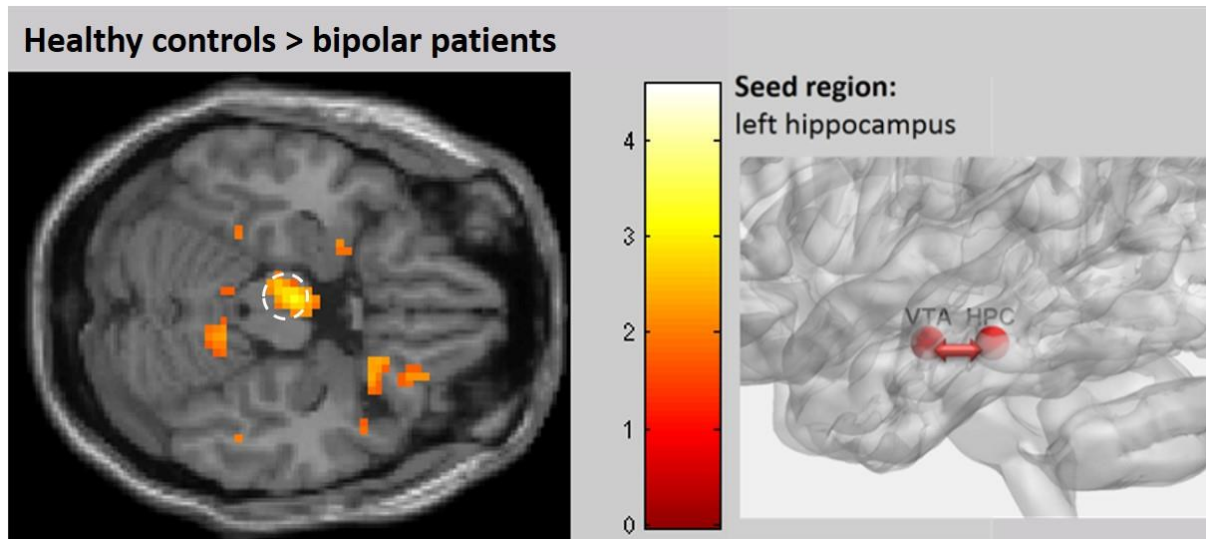 Healthy controls > bipolar patients
Seed region:
left hippocampus
4
3
2
1
0
VTA HPC